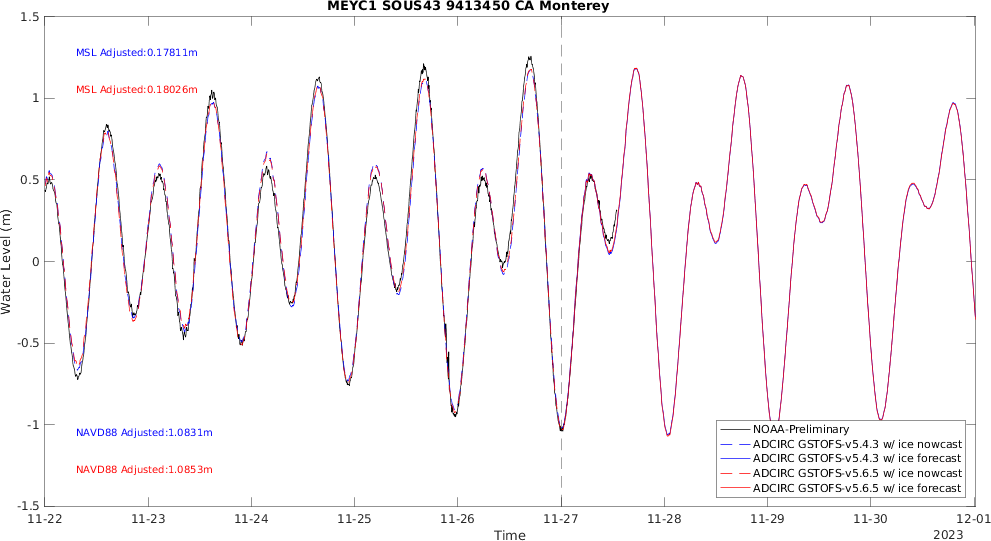 MEYC1 SOUS43 9413450 CA Monterey
1.5
1
0.5
0
-0.5
-1
-1.5
Water Level (m)
MSL Adjusted:0.17811m
MSL Adjusted:0.18026m
NAVD88 Adjusted:1.0831m
NAVD88 Adjusted:1.0853m
NOAA-Preliminary
ADCIRC GSTOFS-v5.4.3 w/ ice nowcast
ADCIRC GSTOFS-v5.4.3 w/ ice forecast
ADCIRC GSTOFS-v5.6.5 w/ ice nowcast
ADCIRC GSTOFS-v5.6.5 w/ ice forecast
11-22 11-23 11-24 11-25 11-26 11-27 11-28 11-29 11-30 12-01
Time
2023